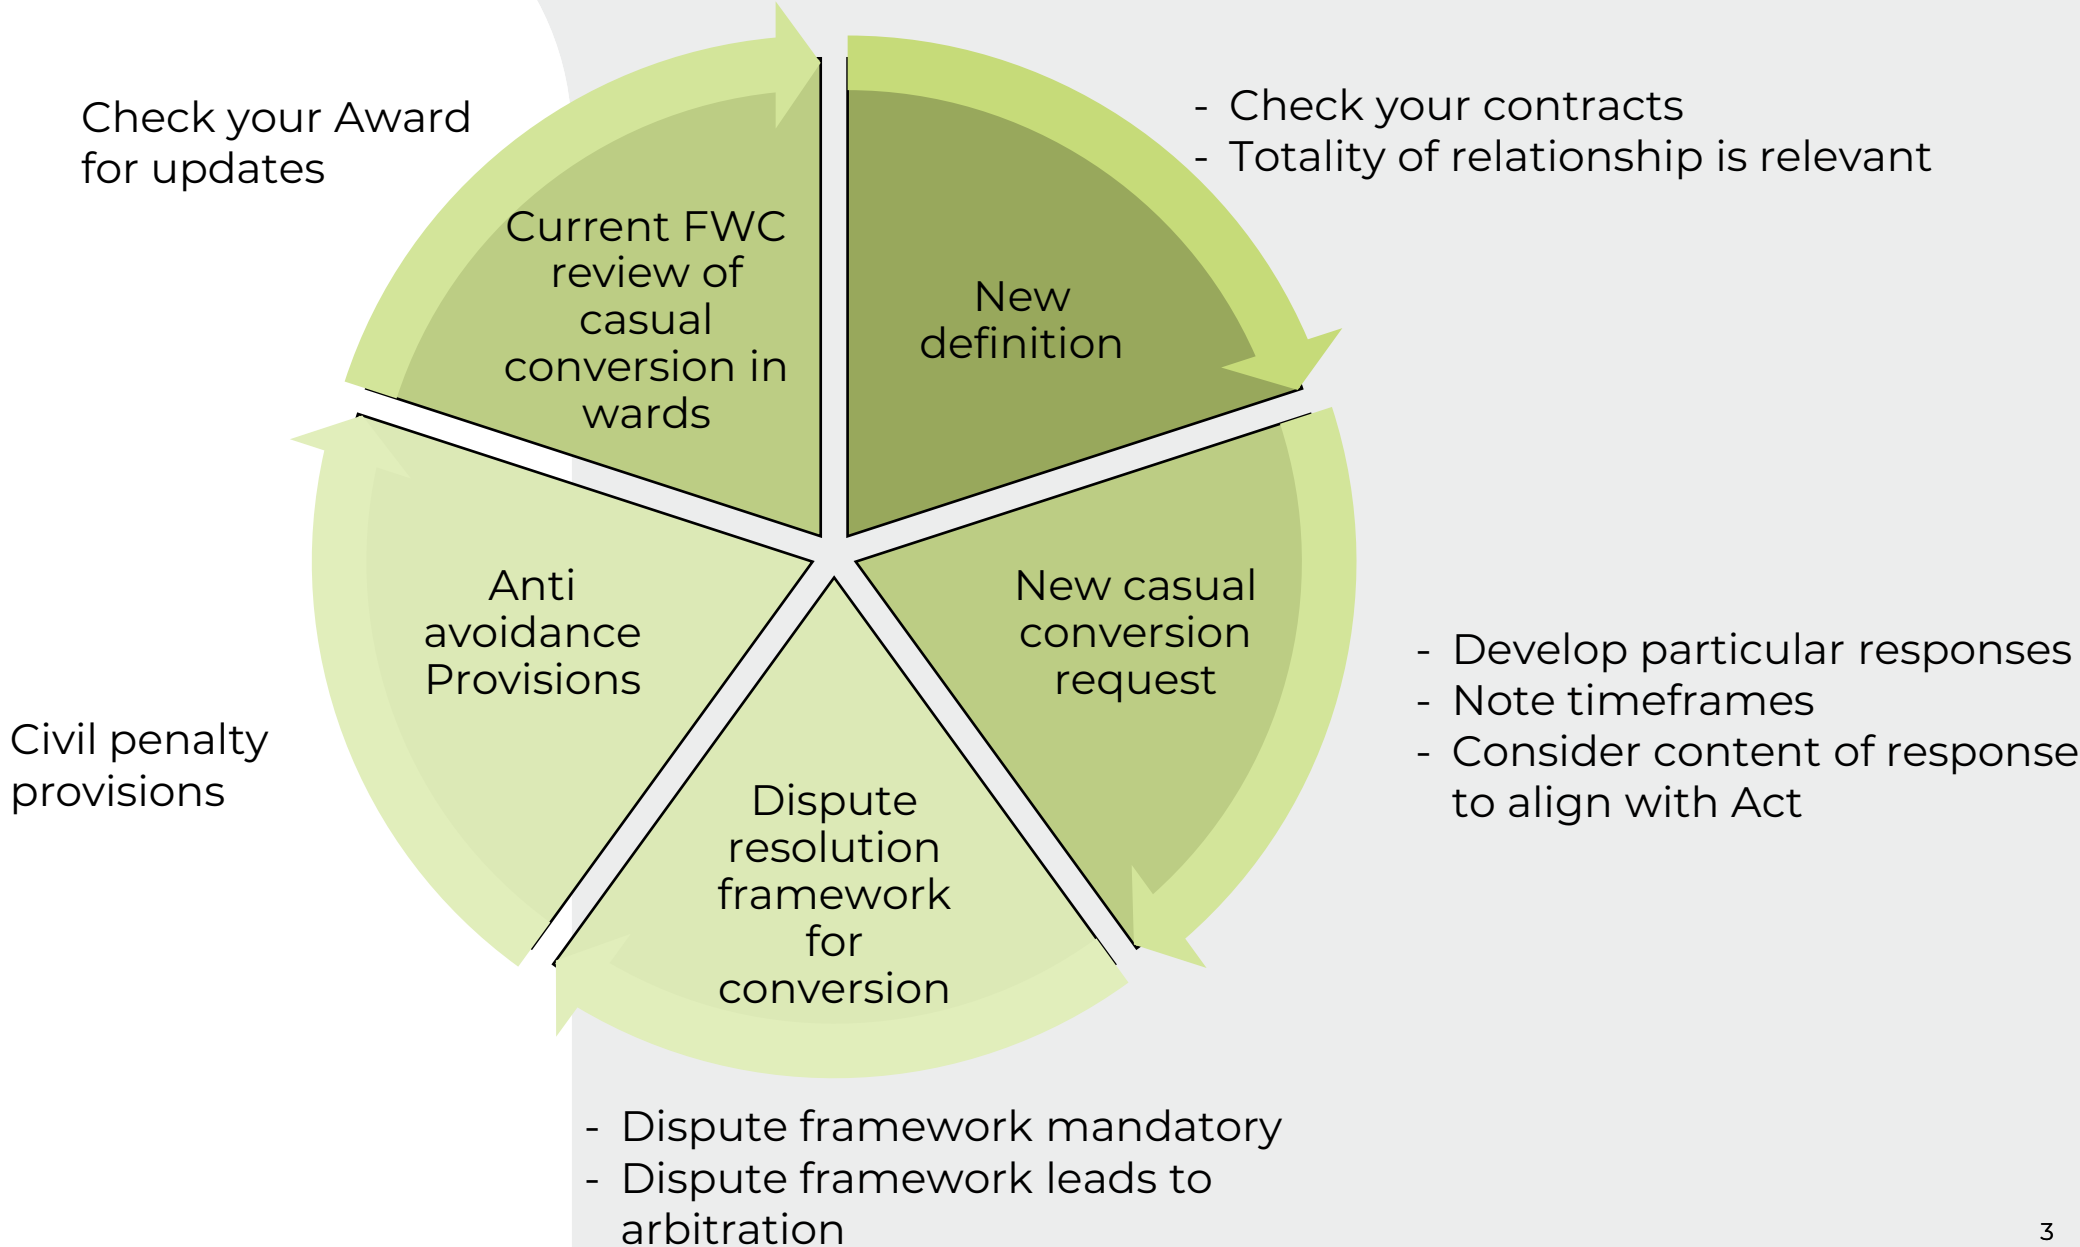 Check your Award
for updates
Current FWC
review of
casual
conversion in
wards
New
definition
- Check your contracts
- Totality of relationship is relevant
New casual
conversion
request
- Develop particular responses
- Note timeframes
- Consider content of response
to align with Act
Dispute
resolution
framework
for
conversion
- Dispute framework mandatory
- Dispute framework leads to
arbitration
Anti
avoidance
Provisions
Civil penalty
provisions
3